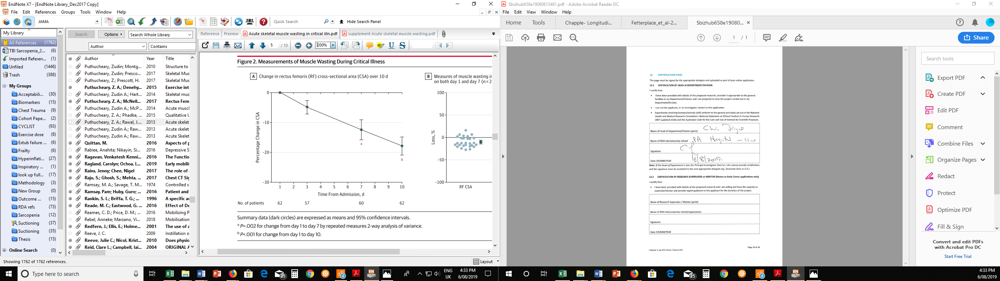 EndNote X7 - [EndNote Library_Dec2017 Copy]
File Edit References Groups Tools Window Help
JAMA
Quick Search
Hide Search Panel
My Library
All References (1762)
TBI Sarcopenia_2... (6)
Imported Referen... (1)
Unfiled (1446)
Trash (388)
My Groups
Acceptabili... (30)
Biomarkers (15)
Chest Trauma (9)
Cohort Pape... (2)
CYCLIST (93)
Exercise dose (8)
Extub failure ... (6)
Frailty (6)
Hyperinflati... (27)
Inspiratory ... (1)
look up full... (17)
Methodology (3)
New Group (0)
Outcome ... (15)
RDA refs (73)
Sarcopenia (12)
Suctioning (37)
Suctioning (35)
Thesis (15)
Online Search (0)
Showing 1762 of 1762 references.
Search Options Search Whole Library
Author Contains
Author Year Title
Puthucheary, Zudin; Montg... 2010 Structure to
Puthucheary, Zudin; Presco... 2017 Skeletal Mus
Puthucheary, Z.; Prescott, H. 2017 Skeletal Mus
Puthucheary, Z. A.; Denehy... 2015 Exercise int
Puthucheary, Zudin A.; Hart... 2014 Skeletal mus
Puthucheary, Z. A.; McNell... 2017 Rectus Fem
Puthucheary, Zudin A.; McP... 2014 Acute muscl
Puthucheary, Z. A.; Phadke, ... 2015 Qualitative U
Puthucheary, Z. A.; Rawal, J.... 2013 Acute skelet
Puthucheary, Zudin A.; Raw... 2013 Acute skelet
Puthucheary, Zudin A.; Raw... 2013 Acute Skelet
Quittan, M. 2016 Aspects of p
Rabiee, Anahita; Nikayin, Si... 2016 Depressive S
Ragavan, Venkatesh Kenni... 2016 The Functio
Ragland, Carolyn; Ochoa, L... 2019 Early mobilis
Rains, Jenny; Chee, Nigel 2017 The role of
Raju, S.; Ghosh, S.; Mehta, ... 2017 Chest CT Sig
Ramsay, M. A.; Savage, T. M... 1974 Controlled s
Ramsay, Pam; Huby, Guro; ... 2016 Patient and
Rankin, S. L.; Briffa, T. G.; ... 1996 A specific ac
Reade, M. C.; Eastwood, G. ... 2016 Effect of De
Reames, C. D.; Price, D. M.; ... 2016 Mobilizing P
Rebel, Anneke; Marzano, Vi... 2018 Mobilisation
Redfern, J.; Ellis, E.; Holme... 2001 The use of a
Reeve, J. C. 2009 Instillation o
Reeve, Julie C.; Nicol, Krist... 2010 Does physio
Reid, Clare L.; Campbell, Iai... 2004 ORIGINAL A
Reference Preview Acute skeletal muscle wasting in critical illn.pdf supplement Acute skeletal muscle wasting.pdf
5 / 10 200%
Figure 2. Measurements of Muscle Wasting During Critical Illness
A Change in rectus femoris (RF) cross-sectional area (CSA) over 10 d
Percentage Change in CSA
0
-10
-20
-30
a
b
1 2 3 4 5 6 7 8 9 10
Time From Admission, d
No. of patients 62 57 60 62
B Measures of muscle wasting in
on both day 1 and day 7 (n=2
Loss, %
100
50
0
-50
-100
RF CSA
Summary data (dark circles) are expressed as means and 95% confidence intervals.
a P=.002 for change from day 1 to day 7 by repeated measures 2-way analysis of variance.
b P<.001 for change from day 1 to day 10.
Layout
Type here to search
25
4
ENG
UK
4:33 PM
6/08/2019
Sbizhub658e19080615481.pdf - Adobe Acrobat Reader DC
File Edit View Window Help
Home Tools Chapple- Longitudi... Fetterplace_et_al-2... Sbizhub658e19080...
1 / 1
Share
13. CERTIFICATION PAGE
This page must be signed by the appropriate delegate and uploaded as part of your online application.
13.1 CERTIFICATION BY HEAD of DEPARTMENT/DIVISION
I certify that:
• I have been provided with details of the proposed research, consider it appropriate to the general
facilities in my Department/Division and I am prepared to have the project carried out in my
Department/Division.
• I am not the applicant, or an investigator named on this application.
• Experiments involving humans/animals (will) conform to the general principles set out in the National
Health and Medical Research Committee's National Statement on Ethical Conduct in Human Research
2007 (updated 2018) and the Australian Code for the Care and Use of Animals for Scientific Purposes.
Name of Head of Department/Division (print): Chris Joyce
Name of MSH site/university school: PA Hospital - ICU
Signature:
Date: DD/MM/YEAR 6/8/2019.
Note: If the Head of Department is also the Principal Investigator then he / she cannot provide certification,
and the signature must be escalated to the next appropriate delegate (eg. Divisional Chair or E.D.).
13.2 CERTIFICATION BY RESEARCH SUPERVISOR or MENTOR (Novice or Early Career applications only)
I certify that:
• I have been provided with details of the proposed research and I am willing and have the capacity to
supervise/mentor and provide expert guidance to the applicant for the duration of the project.
Name of Research Supervisor / Mentor (print):
Name of MSH site/university school/organisation:
Signature:
Date: DD/MM/YEAR
Published 12 July 2019 Review: February 2020
Page 18 of 18
Search tools
Export PDF
Create PDF
Edit PDF
Comment
Combine Files
Organize Pages
Redact
Protect
Optimize PDF
Fill & Sign
Convert and edit PDFs
with Acrobat Pro DC
Start Free Trial
25
4
4:33 PM
6/08/2019